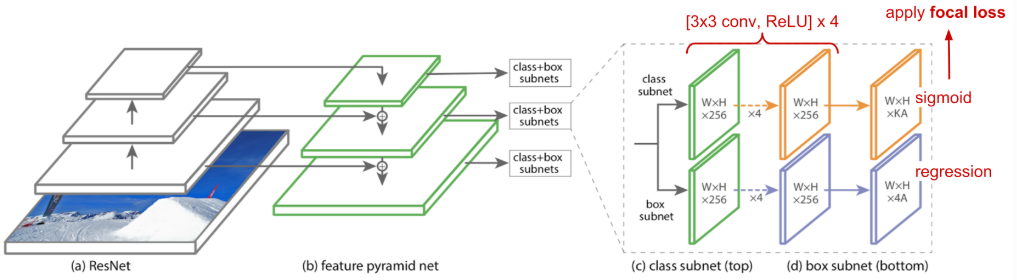 apply focal loss
[3x3 conv, ReLU] x 4
class+box
subnets
class+box
subnets
class+box
subnets
class
subnet
W×H
×256
×4
W×H
×256
W×H
×KA
sigmoid
box
subnet
W×H
×256
×4
W×H
×256
W×H
×4A
regression
(a) ResNet
(b) feature pyramid net
(c) class subnet (top)
(d) box subnet (bottom)